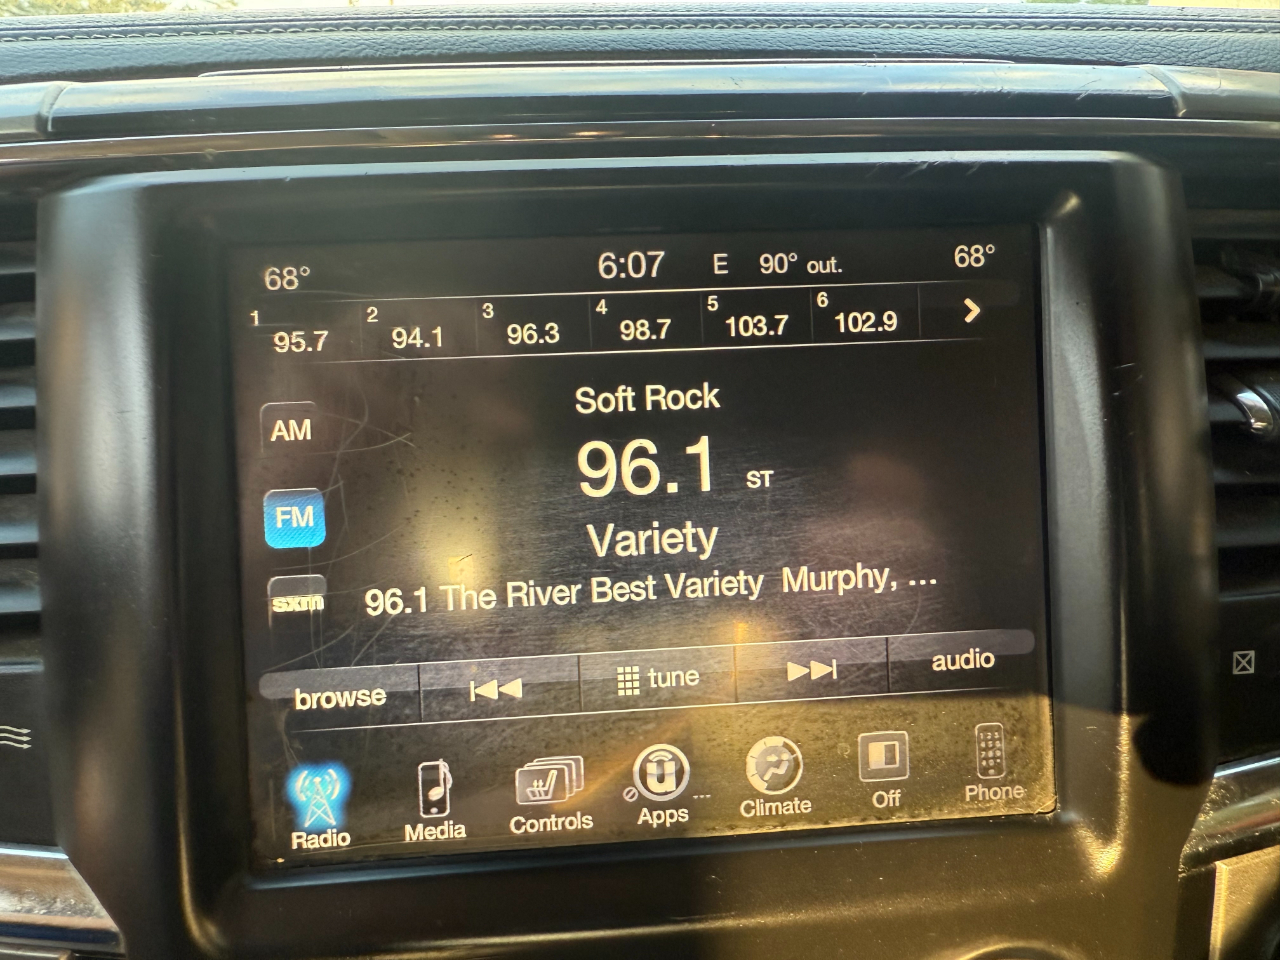 68° 6:07 E 90° out. 68°
1 95.7 2 94.1 3 96.3 4 98.7 5 103.7 6 102.9
Soft Rock
AM
96.1 ST
FM
Variety
sxm
96.1 The River Best Variety Murphy, ...
browse tune audio
Radio Media Controls Apps ... Climate Off Phone